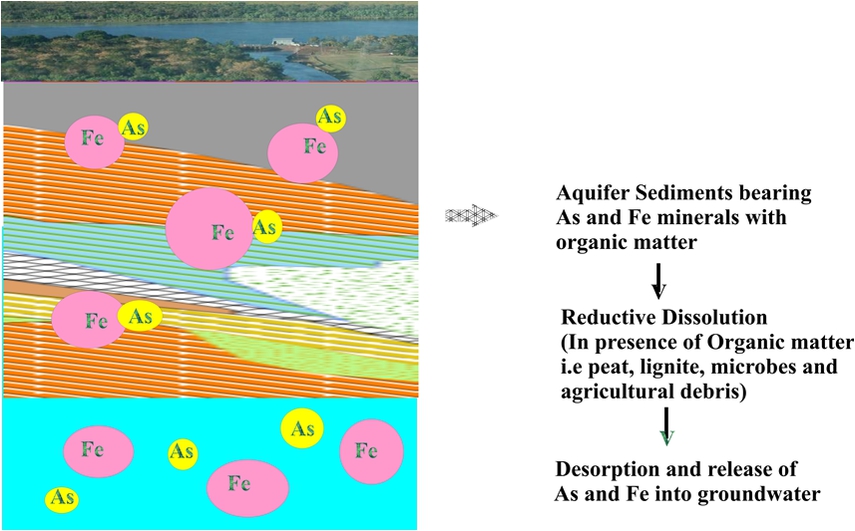 As
As
Fe
Fe
Fe
As
Fe
As
As
Fe
As
Fe
Fe
As
Aquifer Sediments bearing
As and Fe minerals with
organic matter
Reductive Dissolution
(In presence of Organic matter
i.e peat, lignite, microbes and
agricultural debris)
Desorption and release of
As and Fe into groundwater